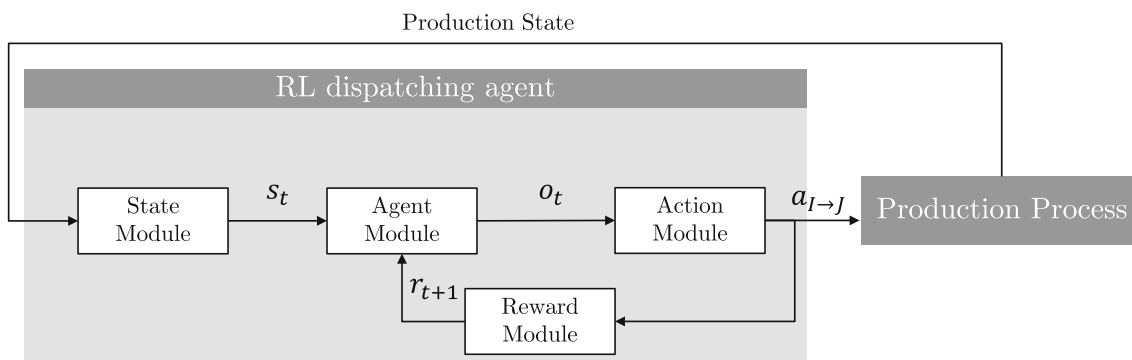 Production State
RL dispatching agent
State
Module
s_t
Agent
Module
o_t
Action
Module
a_{I→J}
Production Process
r_{t+1}
Reward
Module